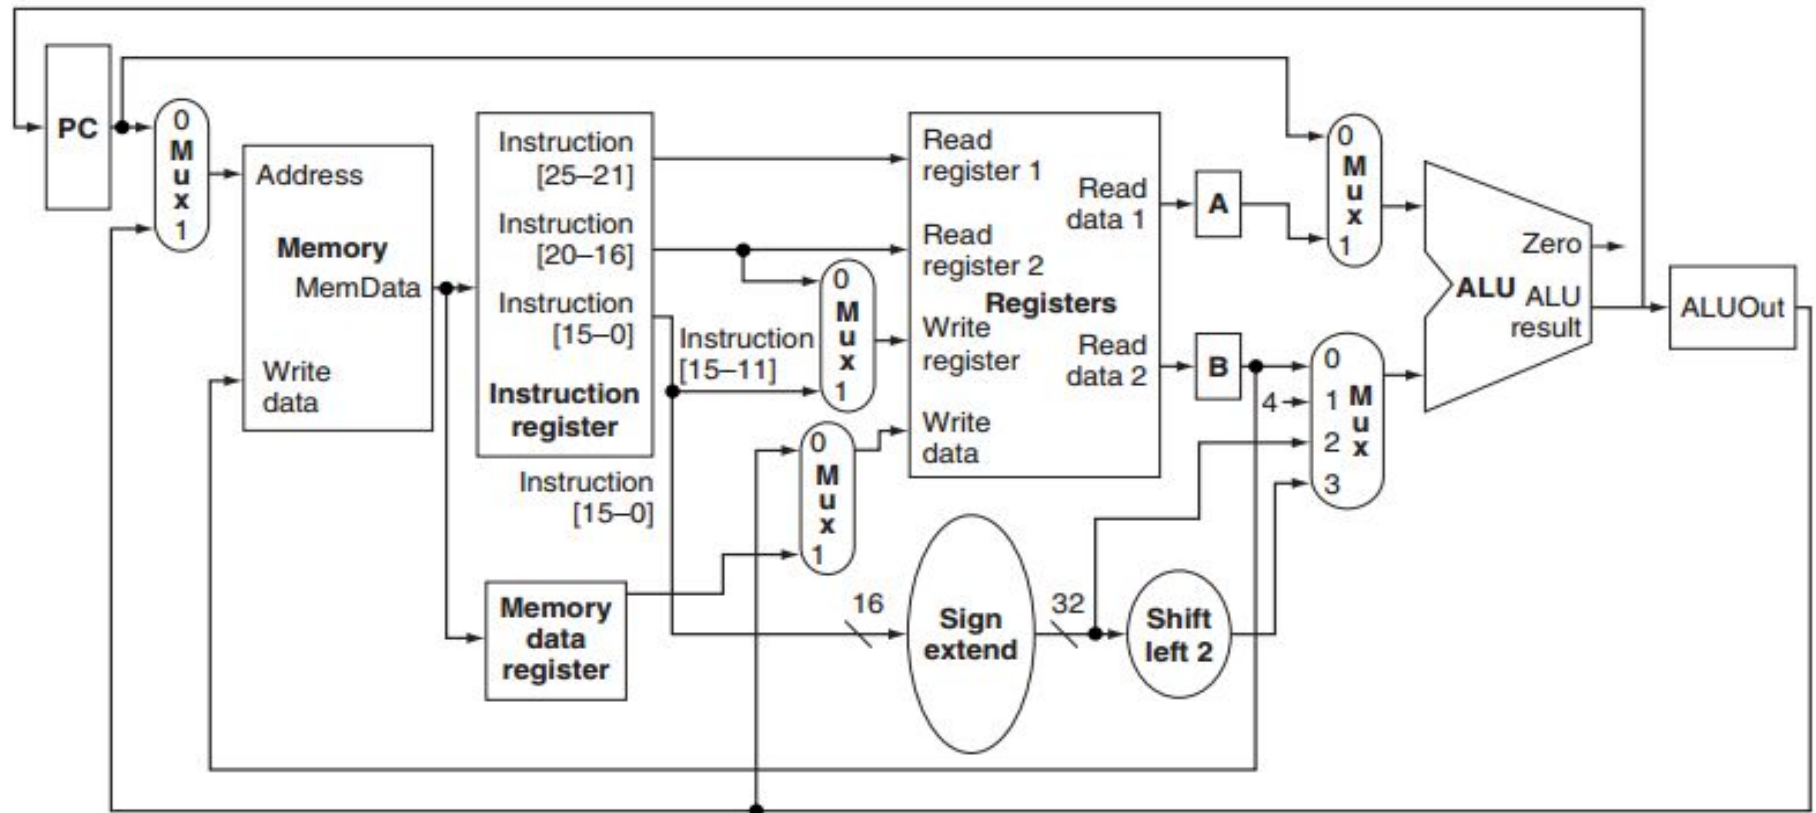 PC
0
M
u
x
1
Address
Memory
MemData
Write
data
Instruction
[25–21]
Instruction
[20–16]
Instruction
[15–0]
Instruction
register
Instruction
[15–0]
Memory
data
register
Instruction
[15–11]
0
M
u
x
1
0
M
u
x
1
16
Sign
extend
32
Shift
left 2
Read
register 1
Read
register 2
Registers
Write
register
Write
data
Read
data 1
Read
data 2
A
B
4
0
M
u
x
1
0
1
2
3
M
u
x
Zero
ALU
ALU
result
ALUOut